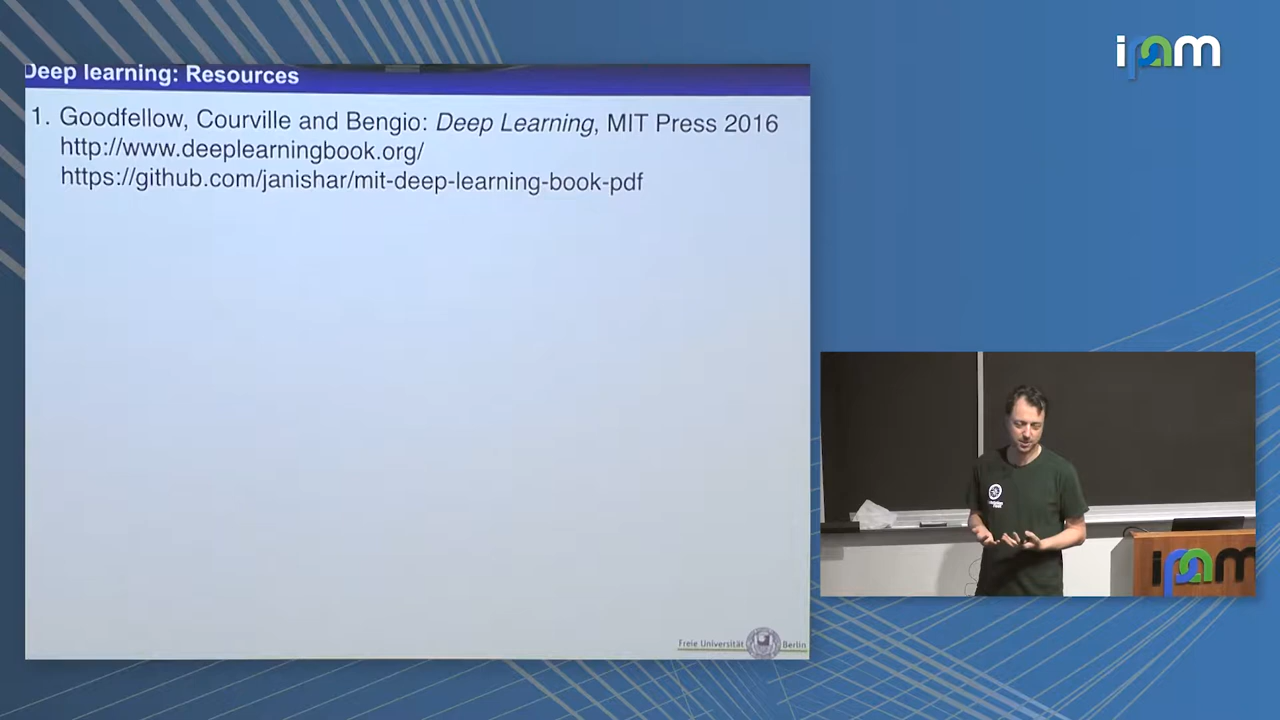 ipam
Deep learning: Resources
1. Goodfellow, Courville and Bengio: Deep Learning, MIT Press 2016
http://www.deeplearningbook.org/
https://github.com/janishar/mit-deep-learning-book-pdf
Freie Universität Berlin
ipam